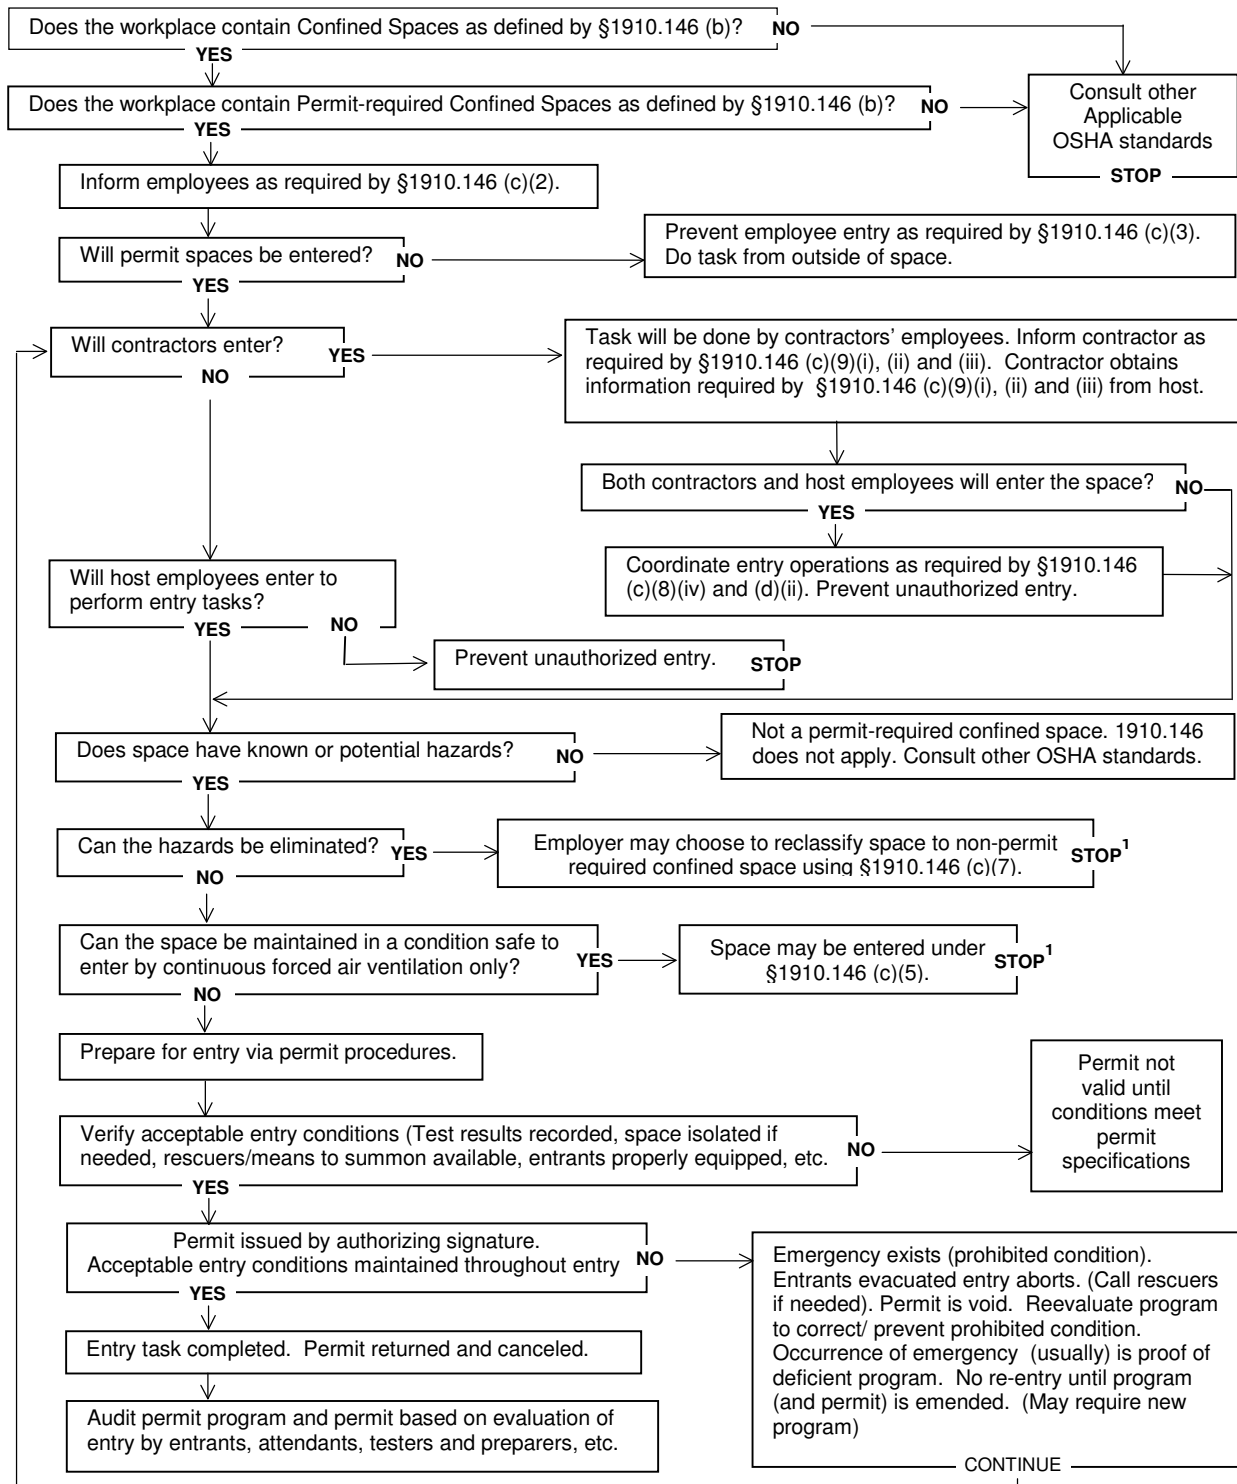 Does the workplace contain Confined Spaces as defined by §1910.146 (b)?
NO
YES
Does the workplace contain Permit-required Confined Spaces as defined by §1910.146 (b)?
NO
YES
Consult other
Applicable
OSHA standards
STOP
Inform employees as required by §1910.146 (c)(2).
Will permit spaces be entered?
NO
YES
Prevent employee entry as required by §1910.146 (c)(3).
Do task from outside of space.
Will contractors enter?
YES
NO
Task will be done by contractors’ employees. Inform contractor as
required by §1910.146 (c)(9)(i), (ii) and (iii). Contractor obtains
information required by §1910.146 (c)(9)(i), (ii) and (iii) from host.
Both contractors and host employees will enter the space?
NO
YES
Coordinate entry operations as required by §1910.146
(c)(8)(iv) and (d)(ii). Prevent unauthorized entry.
Will host employees enter to
perform entry tasks?
NO
YES
Prevent unauthorized entry.
STOP
Does space have known or potential hazards?
NO
YES
Not a permit-required confined space. 1910.146
does not apply. Consult other OSHA standards.
Can the hazards be eliminated?
YES
NO
Employer may choose to reclassify space to non-permit
required confined space using §1910.146 (c)(7).
STOP¹
Can the space be maintained in a condition safe to
enter by continuous forced air ventilation only?
YES
NO
Space may be entered under
§1910.146 (c)(5).
STOP¹
Prepare for entry via permit procedures.
Verify acceptable entry conditions (Test results recorded, space isolated if
needed, rescuers/means to summon available, entrants properly equipped, etc.
NO
YES
Permit not
valid until
conditions meet
permit
specifications
Permit issued by authorizing signature.
Acceptable entry conditions maintained throughout entry
NO
YES
Emergency exists (prohibited condition).
Entrants evacuated entry aborts. (Call rescuers
if needed). Permit is void. Reevaluate program
to correct/ prevent prohibited condition.
Occurrence of emergency (usually) is proof of
deficient program. No re-entry until program
(and permit) is emended. (May require new
program)
CONTINUE
Entry task completed. Permit returned and canceled.
Audit permit program and permit based on evaluation of
entry by entrants, attendants, testers and preparers, etc.